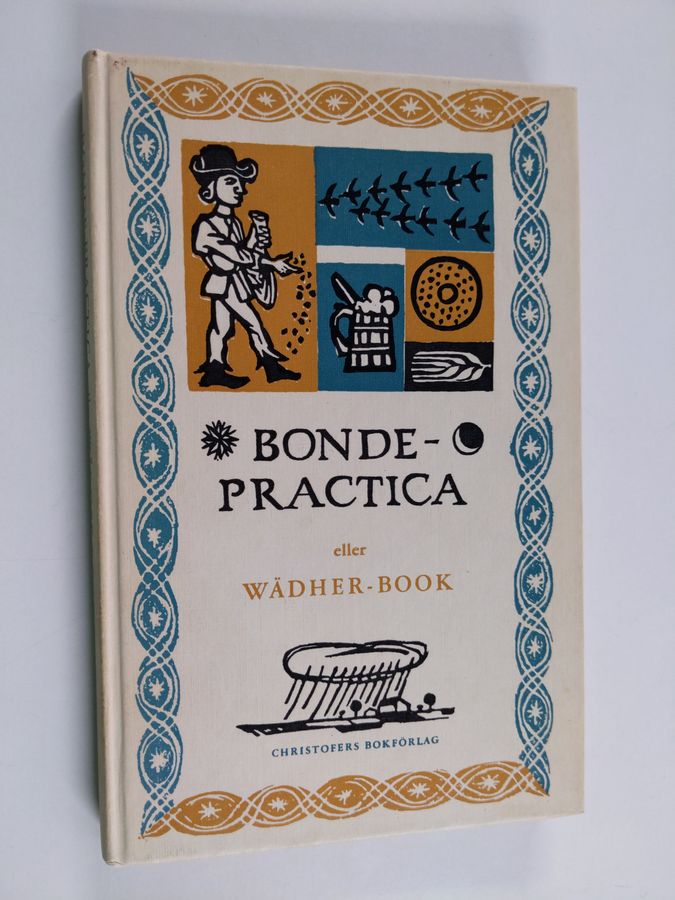 BONDE-
PRACTICA
eller
WÄDHER-BOOK
CHRISTOFERS BOKFÖRLAG